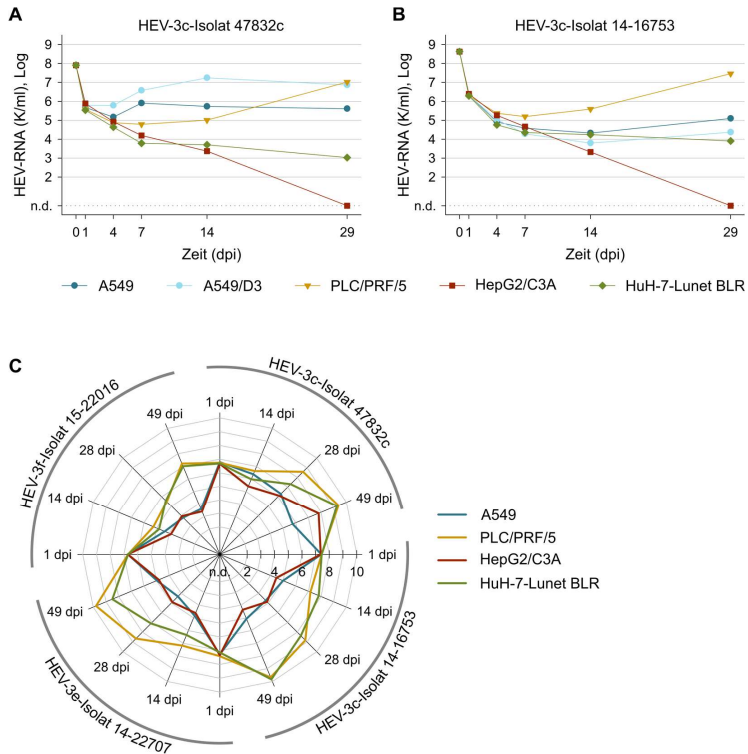 A
HEV-3c-Isolat 47832c
HEV-RNA (K/ml), Log
9
8
7
6
5
4
3
2
n.d.
0 1 4 7 14 29
Zeit (dpi)
B
HEV-3c-Isolat 14-16753
HEV-RNA (K/ml), Log
9
8
7
6
5
4
3
2
n.d.
0 1 4 7 14 29
Zeit (dpi)
A549 A549/D3 PLC/PRF/5 HepG2/C3A HuH-7-Lunet BLR
C
HEV-3f-Isolat 15-22016
HEV-3c-Isolat 47832c
1 dpi
49 dpi 14 dpi
28 dpi 28 dpi
14 dpi 49 dpi
1 dpi n.d. 0 2 4 6 8 10 1 dpi
49 dpi 14 dpi
28 dpi 28 dpi
14 dpi 49 dpi
1 dpi
HEV-3e-Isolat 14-22707
HEV-3c-Isolat 14-16753
A549
PLC/PRF/5
HepG2/C3A
HuH-7-Lunet BLR